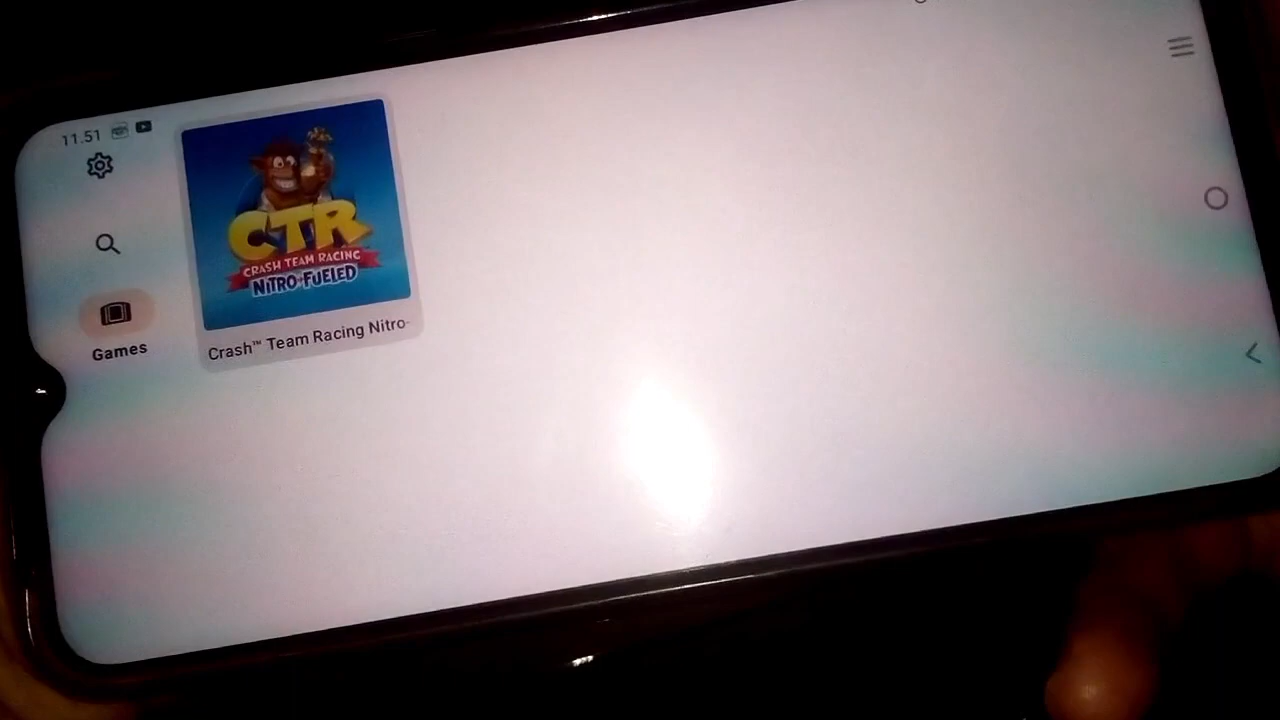 11.51
CTR
CRASH TEAM RACING
NITRO-FUELED
Crash™ Team Racing Nitro-
Games